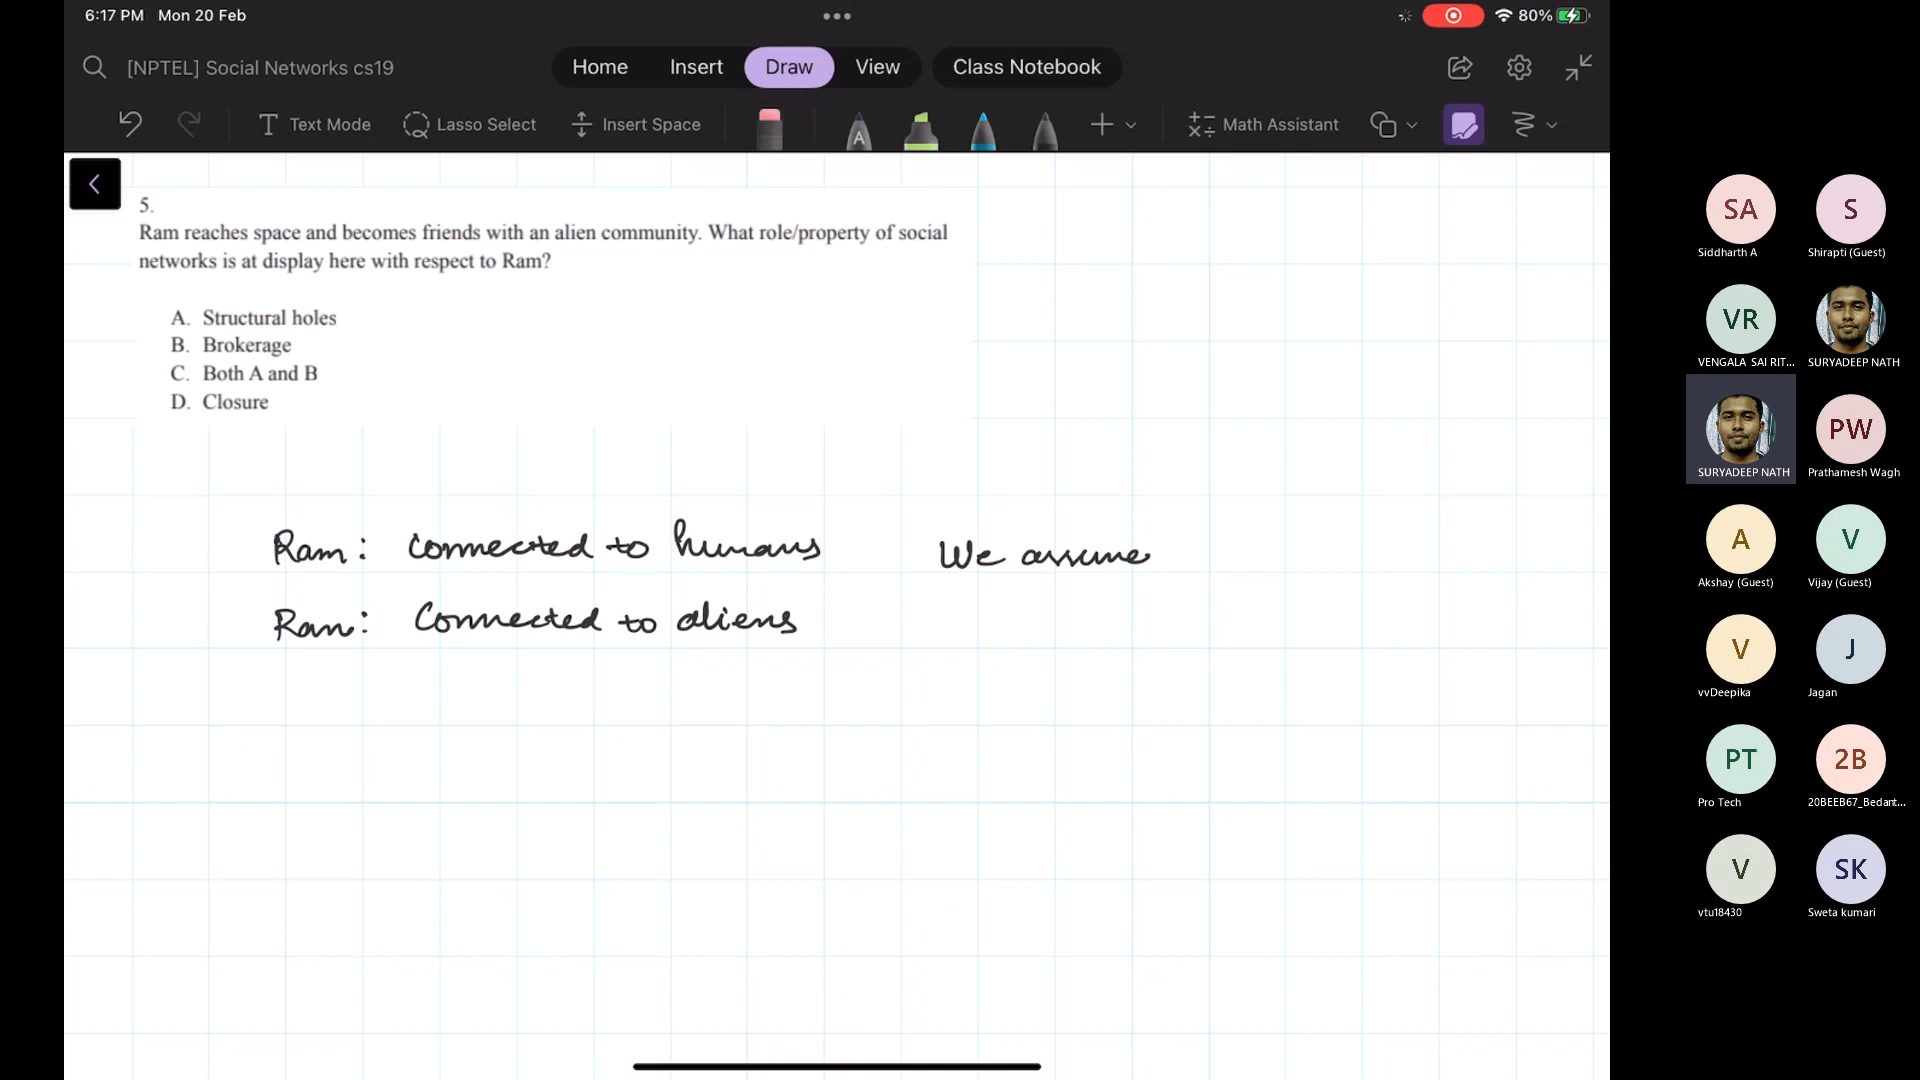 6:17 PM Mon 20 Feb
80%
[NPTEL] Social Networks cs19
Home Insert Draw View Class Notebook
Text Mode Lasso Select Insert Space A Math Assistant
5.
Ram reaches space and becomes friends with an alien community. What role/property of social
networks is at display here with respect to Ram?
A. Structural holes
B. Brokerage
C. Both A and B
D. Closure
Ram: connected to humans We assume
Ram: Connected to aliens
SA S
Siddharth A Shirapti (Guest)
VR
VENGALA SAI RIT... SURYADEEP NATH
PW
SURYADEEP NATH Prathamesh Wagh
A V
Akshay (Guest) Vijay (Guest)
V J
vvDeepika Jagan
PT 2B
Pro Tech 20BEEB67_Bedant...
V SK
vtu18430 Sweta kumari